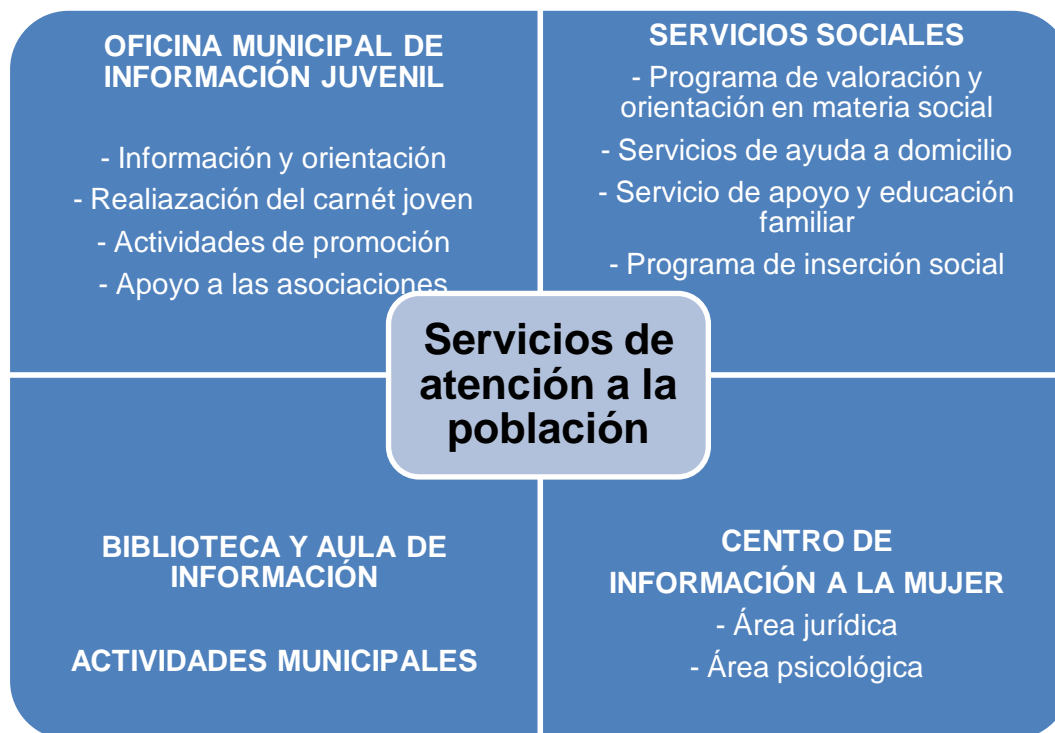 OFICINA MUNICIPAL DE
INFORMACIÓN JUVENIL
- Información y orientación
- Realiazación del carnét joven
- Actividades de promoción
- Apoyo a las asociaciones
SERVICIOS SOCIALES
- Programa de valoración y
orientación en materia social
- Servicios de ayuda a domicilio
- Servicio de apoyo y educación
familiar
- Programa de inserción social
Servicios de
atención a la
población
BIBLIOTECA Y AULA DE
INFORMACIÓN
ACTIVIDADES MUNICIPALES
CENTRO DE
INFORMACIÓN A LA MUJER
- Área jurídica
- Área psicológica